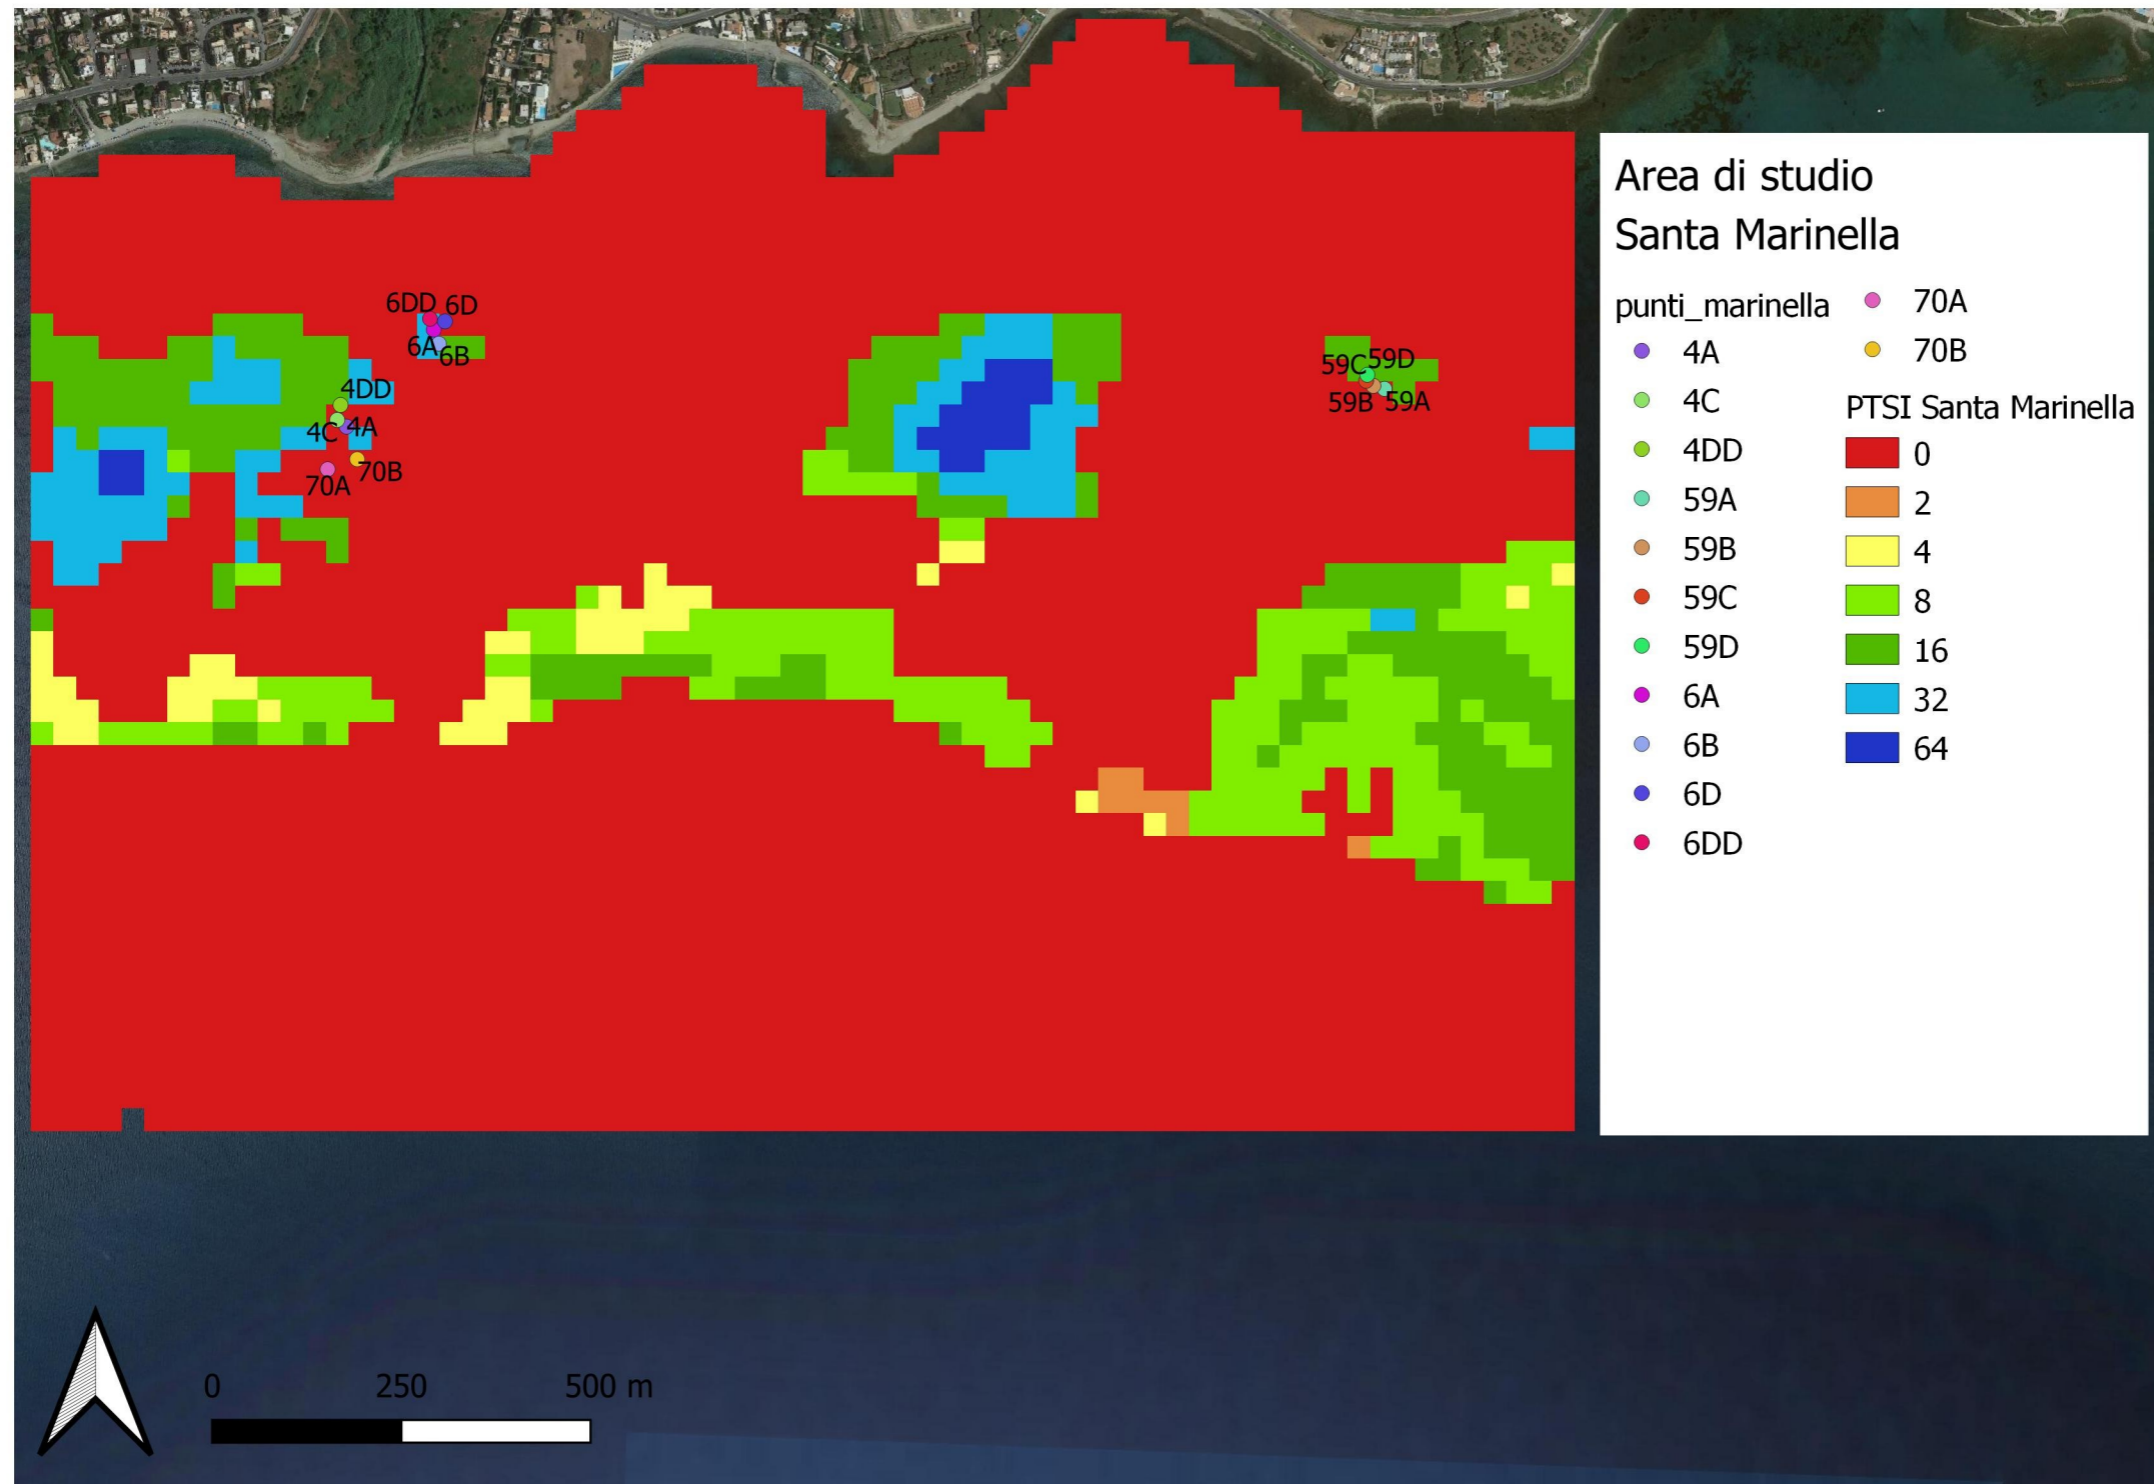 Area di studio
Santa Marinella
punti_marinella
4A
4C
4DD
59A
59B
59C
59D
6A
6B
6D
6DD
70A
70B
PTSI Santa Marinella
0
2
4
8
16
32
64
6DD 6D
6A 6B
4DD
4C 4A
70A 70B
59C 59D
59B 59A
0 250 500 m